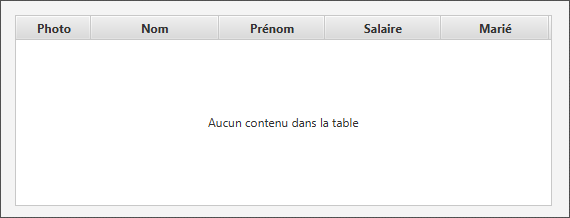 Photo Nom Prénom Salaire Marié
Aucun contenu dans la table